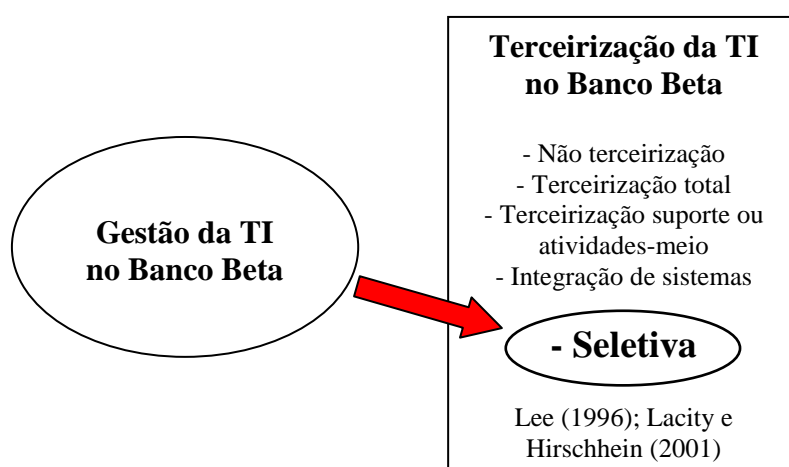 Terceirização da TI
no Banco Beta
- Não terceirização
- Terceirização total
- Terceirização suporte ou
atividades-meio
- Integração de sistemas
- Seletiva
Lee (1996); Lacity e
Hirschhein (2001)
Gestão da TI
no Banco Beta